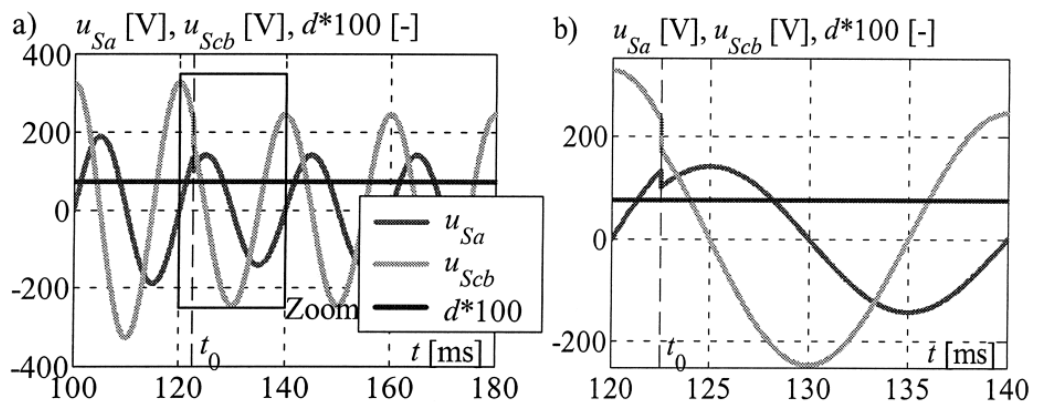 a) u_Sa [V], u_Scb [V], d*100 [-]
400
200
0
-200
-400
100 120 140 160 180
t_0
t [ms]
Zoom
u_Sa
u_Scb
d*100
b) u_Sa [V], u_Scb [V], d*100 [-]
200
0
-200
120 125 130 135 140
t_0
t [ms]